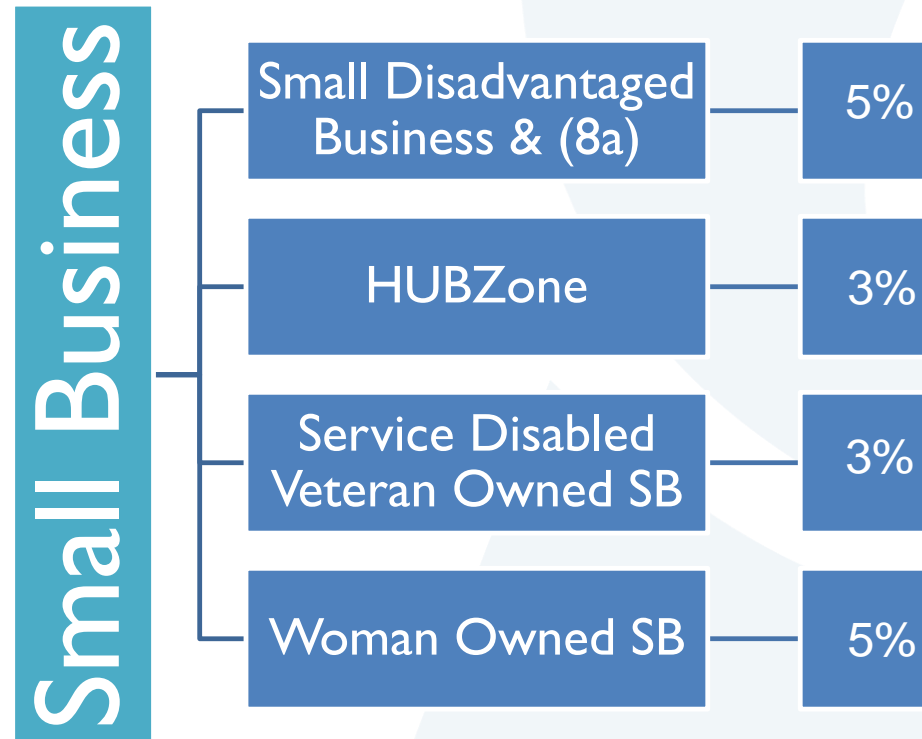 Small Business
Small Disadvantaged
Business & (8a)
5%
HUBZone
3%
Service Disabled
Veteran Owned SB
3%
Woman Owned SB
5%